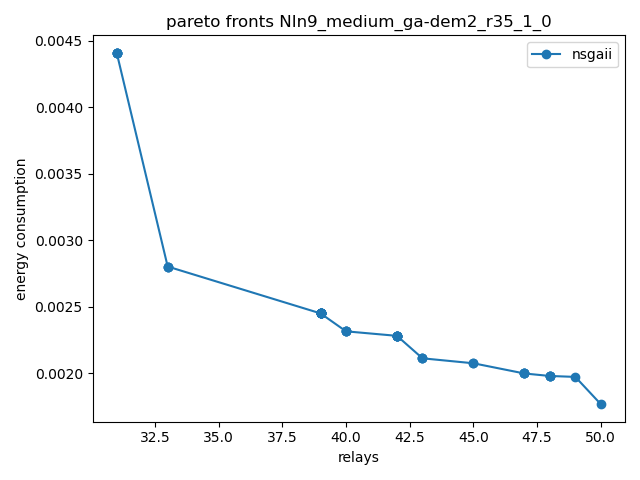 pareto fronts NIn9_medium_ga-dem2_r35_1_0
nsgaii
energy consumption
0.0045
0.0040
0.0035
0.0030
0.0025
0.0020
32.5 35.0 37.5 40.0 42.5 45.0 47.5 50.0
relays